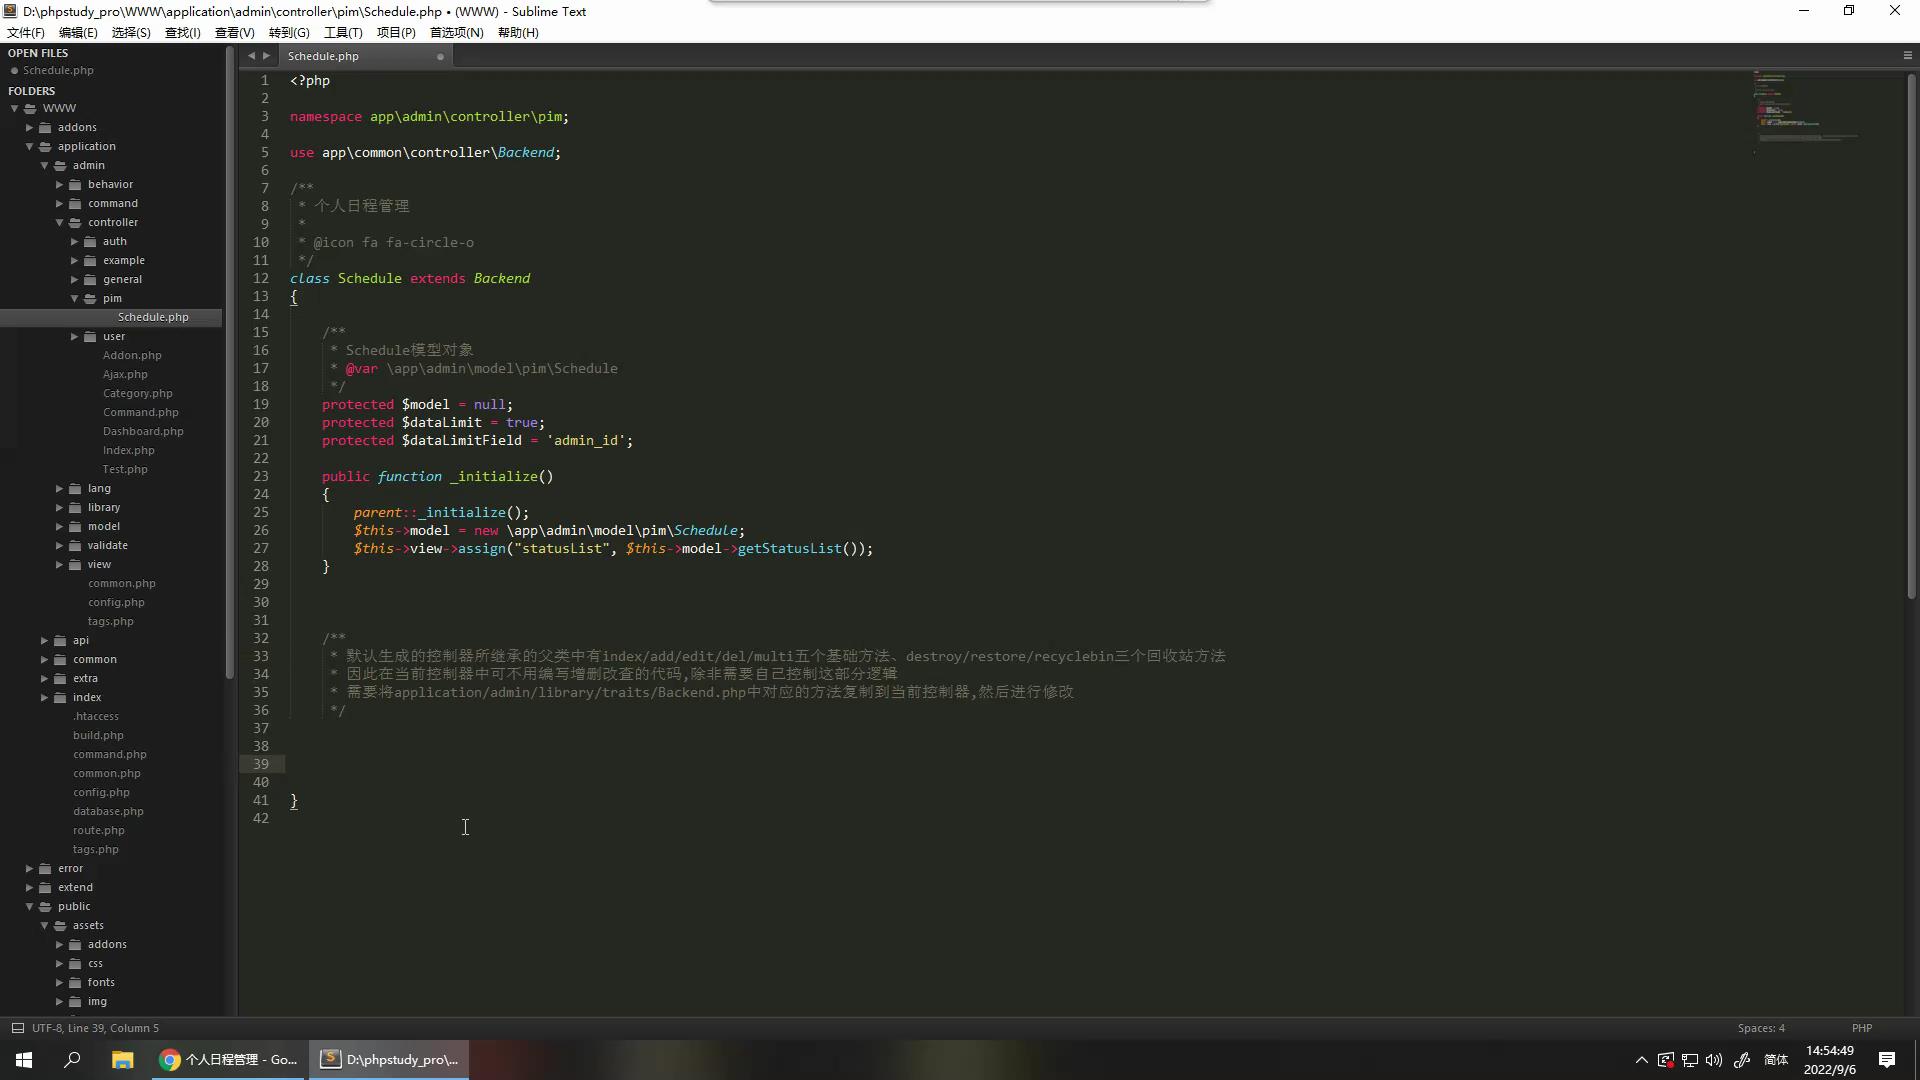 D:\phpstudy_pro\WWW\application\admin\controller\pim\Schedule.php • (WWW) - Sublime Text
文件(F) 编辑(E) 选择(S) 查找(I) 查看(V) 转到(G) 工具(T) 项目(P) 首选项(N) 帮助(H)
OPEN FILES
Schedule.php
FOLDERS
WWW
addons
application
admin
behavior
command
controller
auth
example
general
pim
Schedule.php
user
Addon.php
Ajax.php
Category.php
Command.php
Dashboard.php
Index.php
Test.php
lang
library
model
validate
view
common.php
config.php
tags.php
api
common
extra
index
.htaccess
build.php
command.php
common.php
config.php
database.php
route.php
tags.php
error
extend
public
assets
addons
css
fonts
img
Schedule.php
1 <?php
2
3 namespace app\admin\controller\pim;
4
5 use app\common\controller\Backend;
6
7 /**
8  * 个人日程管理
9  *
10  * @icon fa fa-circle-o
11  */
12 class Schedule extends Backend
13 {
14
15     /**
16      * Schedule模型对象
17      * @var \app\admin\model\pim\Schedule
18      */
19     protected $model = null;
20     protected $dataLimit = true;
21     protected $dataLimitField = 'admin_id';
22
23     public function _initialize()
24     {
25         parent::_initialize();
26         $this->model = new \app\admin\model\pim\Schedule;
27         $this->view->assign("statusList", $this->model->getStatusList());
28     }
29
30
31
32     /**
33      * 默认生成的控制器所继承的父类中有index/add/edit/del/multi五个基础方法、destroy/restore/recyclebin三个回收站方法
34      * 因此在当前控制器中可不用编写增删改查的代码,除非需要自己控制这部分逻辑
35      * 需要将application/admin/library/traits/Backend.php中对应的方法复制到当前控制器,然后进行修改
36      */
37
38
39
40
41 }
42
UTF-8, Line 39, Column 5
Spaces: 4
PHP
个人日程管理 - Go...
D:\phpstudy_pro\...
简体
14:54:49
2022/9/6